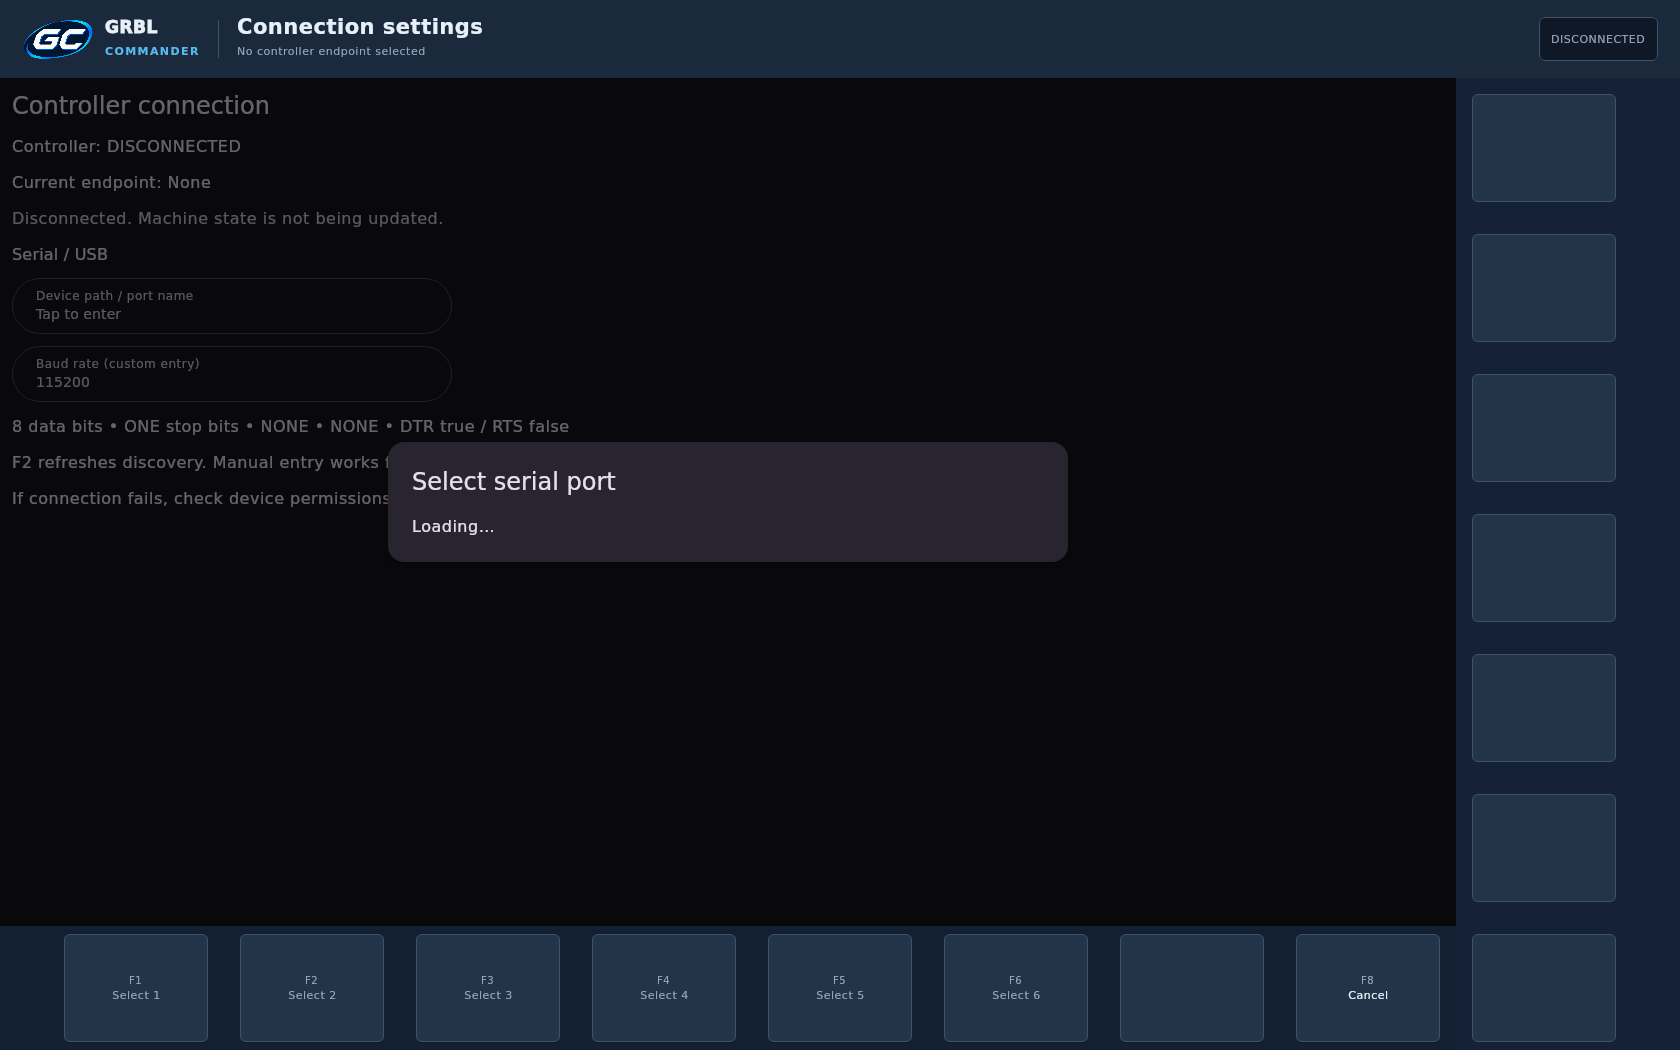 GC
GRBL
COMMANDER
Connection settings
No controller endpoint selected
DISCONNECTED
Controller connection
Controller: DISCONNECTED
Current endpoint: None
Disconnected. Machine state is not being updated.
Serial / USB
Device path / port name
Tap to enter
Baud rate (custom entry)
115200
8 data bits • ONE stop bits • NONE • NONE • DTR true / RTS false
F2 refreshes discovery. Manual entry works
If connection fails, check device permissions
Select serial port
Loading...
F1
Select 1
F2
Select 2
F3
Select 3
F4
Select 4
F5
Select 5
F6
Select 6
F8
Cancel